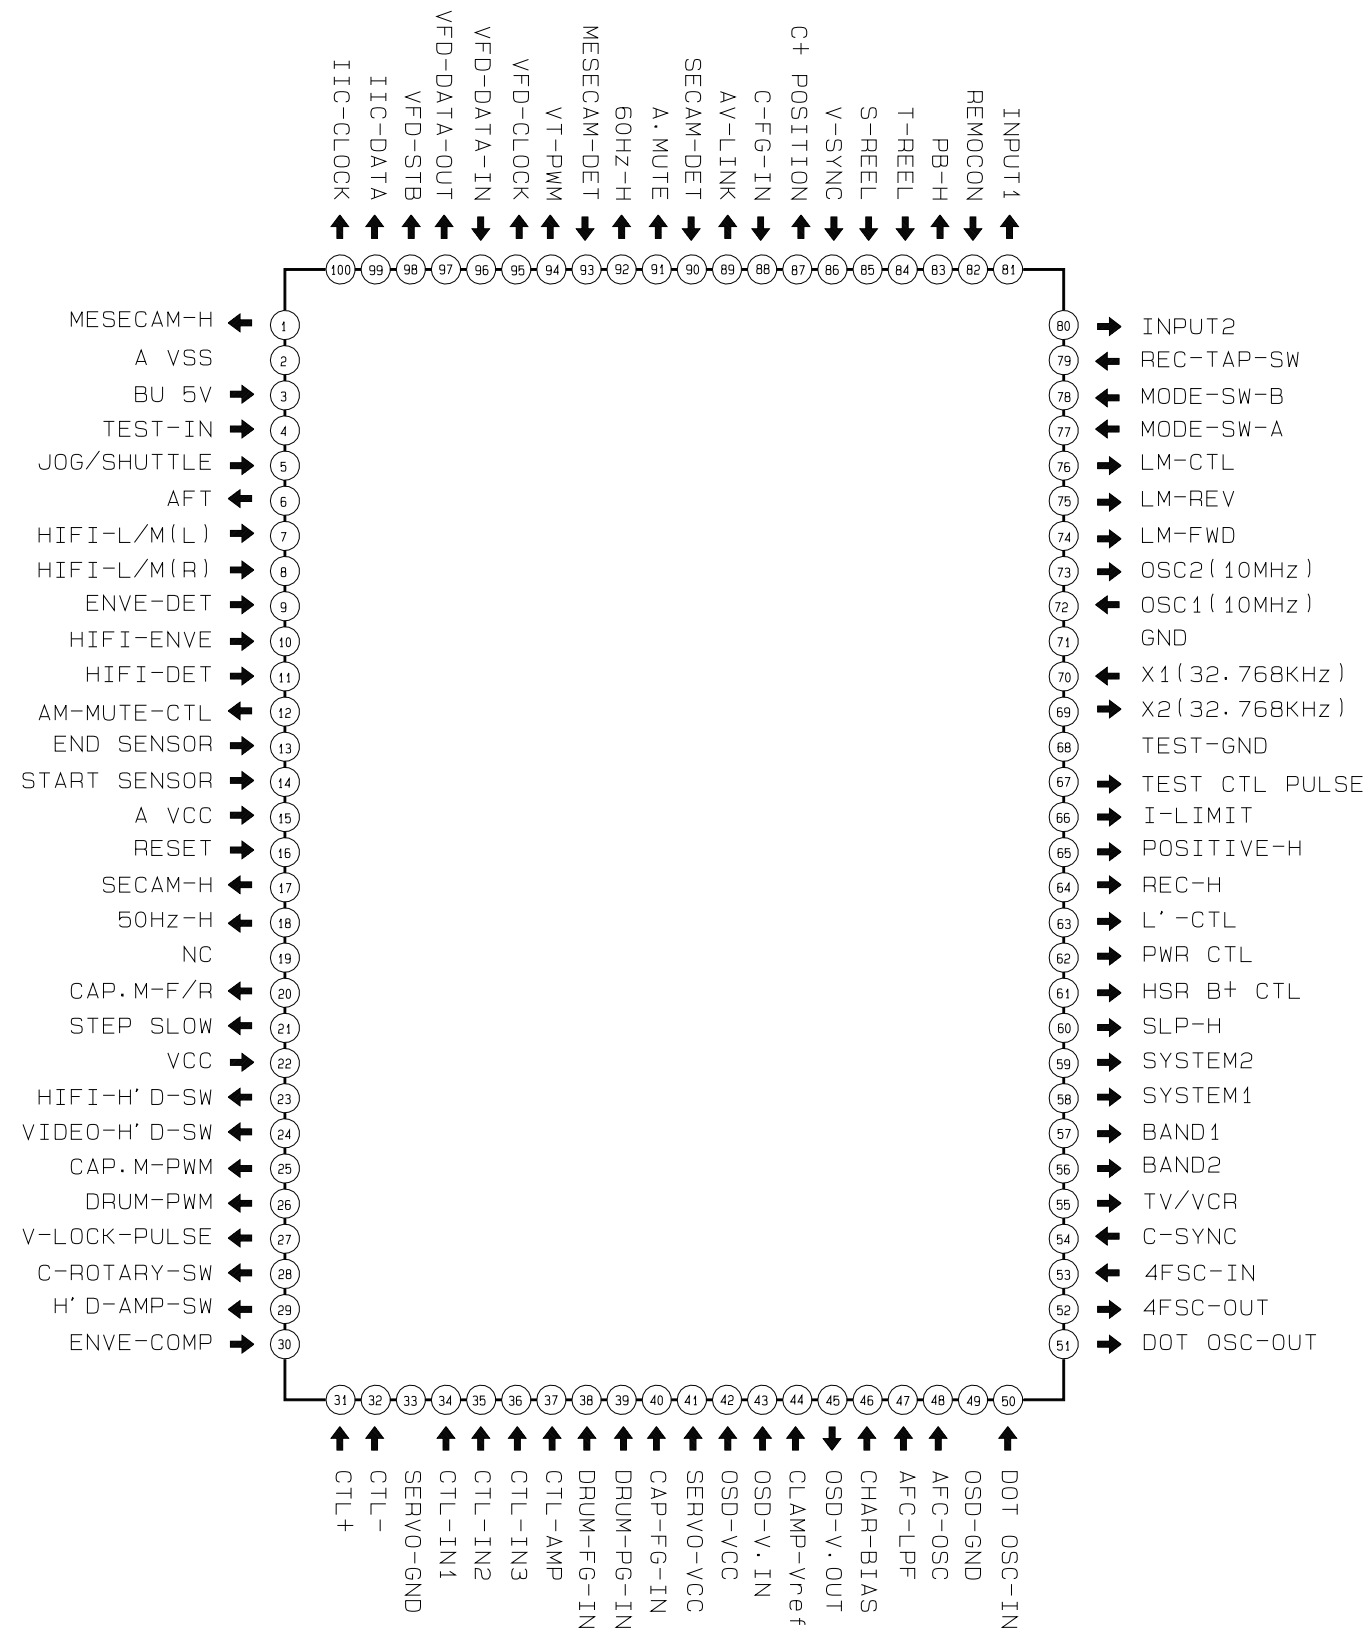 IIC-CLOCK
IIC-DATA
VFD-STB
VFD-DATA-OUT
VFD-DATA-IN
VFD-CLOCK
VT-PWM
MESECAM-DET
60Hz-H
A.MUTE
SECAM-DET
AV-LINK
C-FG-IN
C+ POSITION
V-SYNC
S-REEL
T-REEL
PB-H
REMOCON
INPUT1
100 99 98 97 96 95 94 93 92 91 90 89 88 87 86 85 84 83 82 81
MESECAM-H 1
A VSS 2
BU 5V 3
TEST-IN 4
JOG/SHUTTLE 5
AFT 6
HIFI-L/M(L) 7
HIFI-L/M(R) 8
ENVE-DET 9
HIFI-ENVE 10
HIFI-DET 11
AM-MUTE-CTL 12
END SENSOR 13
START SENSOR 14
A VCC 15
RESET 16
SECAM-H 17
50Hz-H 18
NC 19
CAP.M-F/R 20
STEP SLOW 21
VCC 22
HIFI-H'D-SW 23
VIDEO-H'D-SW 24
CAP.M-PWM 25
DRUM-PWM 26
V-LOCK-PULSE 27
C-ROTARY-SW 28
H'D-AMP-SW 29
ENVE-COMP 30
80 INPUT2
79 REC-TAP-SW
78 MODE-SW-B
77 MODE-SW-A
76 LM-CTL
75 LM-REV
74 LM-FWD
73 OSC2(10MHz)
72 OSC1(10MHz)
71 GND
70 X1(32.768KHz)
69 X2(32.768KHz)
68 TEST-GND
67 TEST CTL PULSE
66 I-LIMIT
65 POSITIVE-H
64 REC-H
63 L'-CTL
62 PWR CTL
61 HSR B+ CTL
60 SLP-H
59 SYSTEM2
58 SYSTEM1
57 BAND1
56 BAND2
55 TV/VCR
54 C-SYNC
53 4FSC-IN
52 4FSC-OUT
51 DOT OSC-OUT
31 32 33 34 35 36 37 38 39 40 41 42 43 44 45 46 47 48 49 50
CTL+
CTL-
SERVO-GND
CTL-IN1
CTL-IN2
CTL-IN3
CTL-AMP
DRUM-FG-IN
DRUM-PG-IN
CAP-FG-IN
SERVO-VCC
OSD-VCC
OSD-V.IN
CLAMP-Vref
OSD-V.OUT
CHAR-BIAS
AFC-LPF
AFC-OSC
OSD-GND
DOT OSC-IN